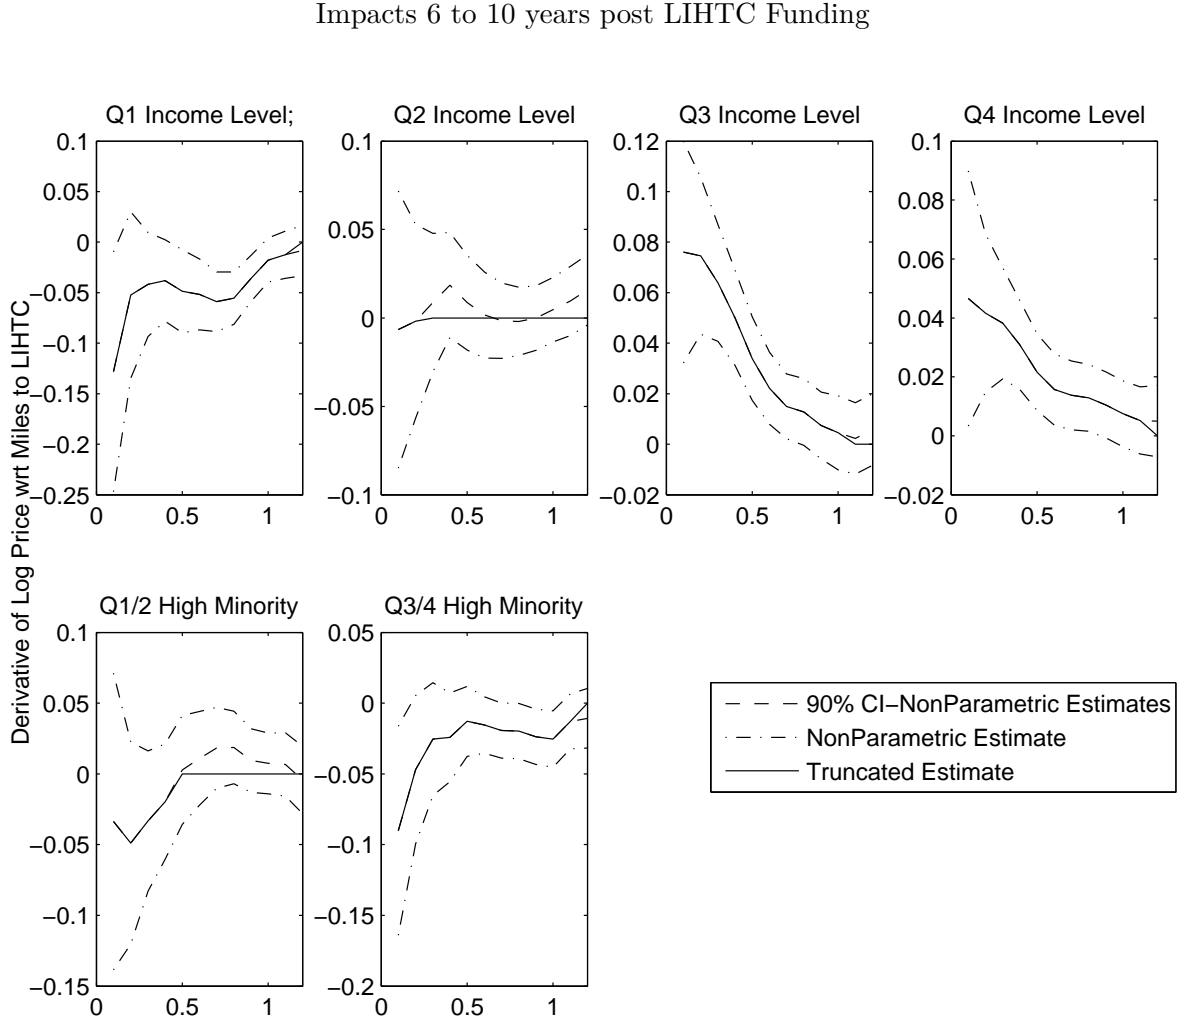 Impacts 6 to 10 years post LIHTC Funding
Derivative of Log Price wrt Miles to LIHTC
Q1 Income Level;
0.1
0.05
0
−0.05
−0.1
−0.15
−0.2
−0.25
0 0.5 1
Q2 Income Level
0.1
0.05
0
−0.05
−0.1
0 0.5 1
Q3 Income Level
0.12
0.1
0.08
0.06
0.04
0.02
0
−0.02
0 0.5 1
Q4 Income Level
0.1
0.08
0.06
0.04
0.02
0
−0.02
0 0.5 1
Q1/2 High Minority
0.1
0.05
0
−0.05
−0.1
−0.15
0 0.5 1
Q3/4 High Minority
0.05
0
−0.05
−0.1
−0.15
−0.2
0 0.5 1
90% CI−NonParametric Estimates
NonParametric Estimate
Truncated Estimate